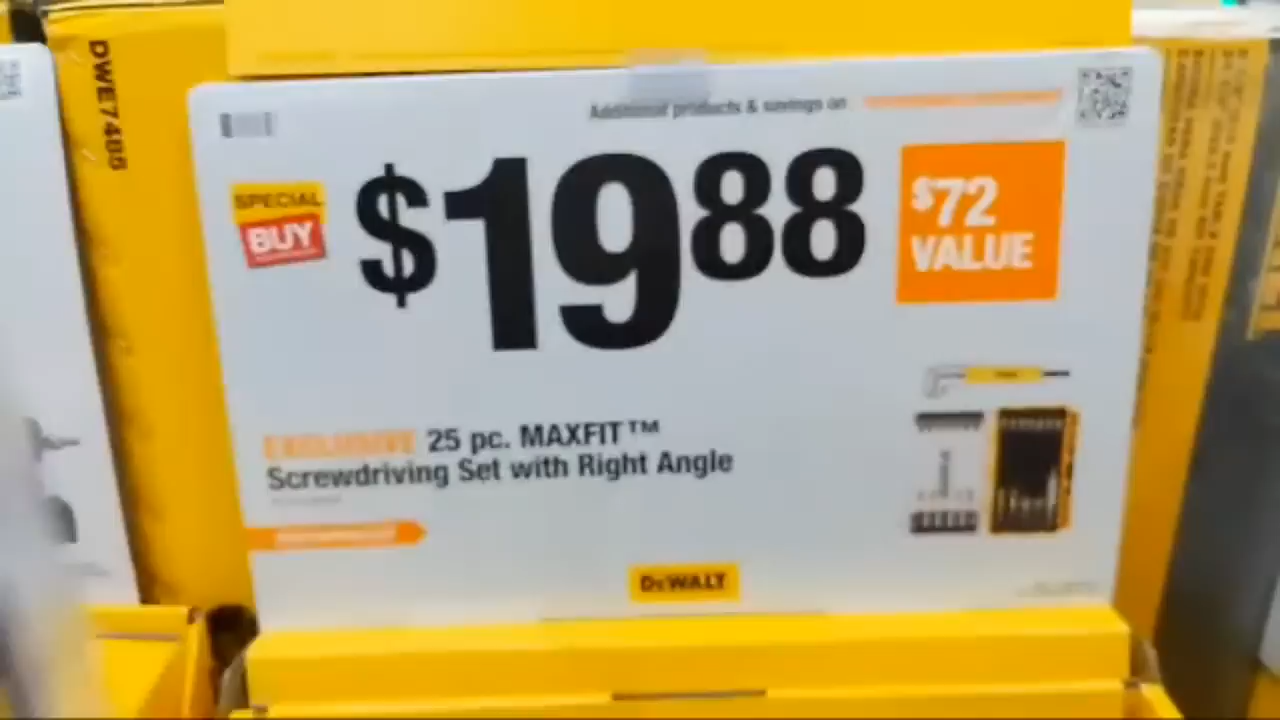 DWE7485
Additional products & savings on
SPECIAL
BUY
$1988
$72
VALUE
EXCLUSIVE 25 pc. MAXFIT™
Screwdriving Set with Right Angle
DEWALT